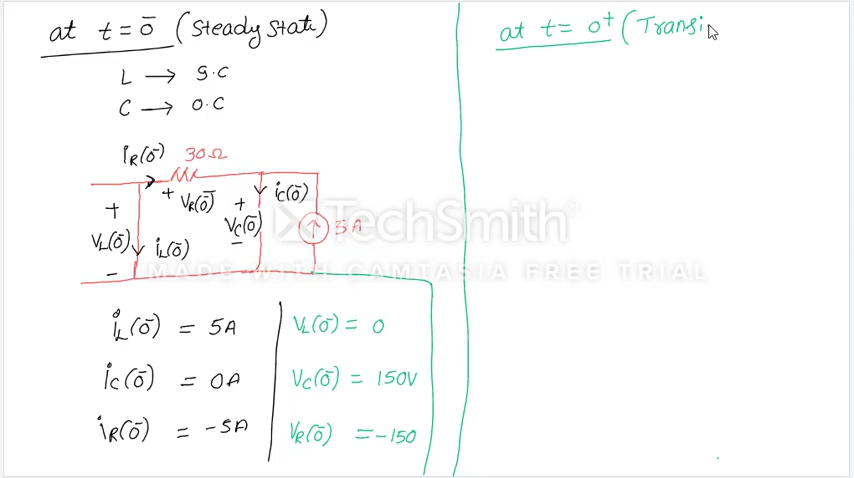 at t = 0̄ (Steady state)
L → S.C
C → O.C
iR(0̄) 30Ω
+ VR(0̄) + iC(0̄)
+ VL(0̄) - iL(0̄) VC(0̄) - 5A
TechSmith
MADE WITH CAMTASIA FREE TRIAL
iL(0̄) = 5A
iC(0̄) = 0A
iR(0̄) = -5A
VL(0̄) = 0
VC(0̄) = 150V
VR(0̄) = -150
at t = 0+ (Transi